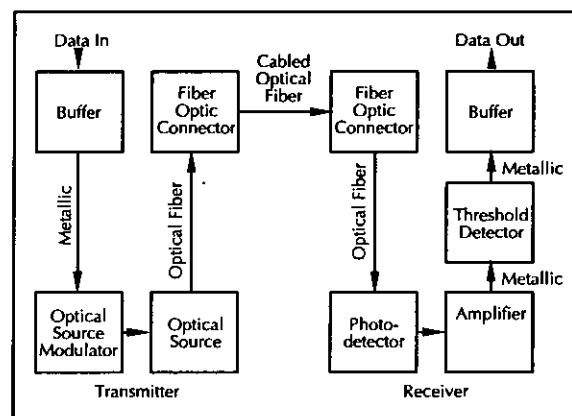 Data In
Buffer
Metallic
Optical
Source
Modulator
Optical
Source
Optical Fiber
Fiber
Optic
Connector
Cabled
Optical
Fiber
Fiber
Optic
Connector
Optical Fiber
Photo-
detector
Amplifier
Metallic
Threshold
Detector
Metallic
Buffer
Data Out
Transmitter
Receiver